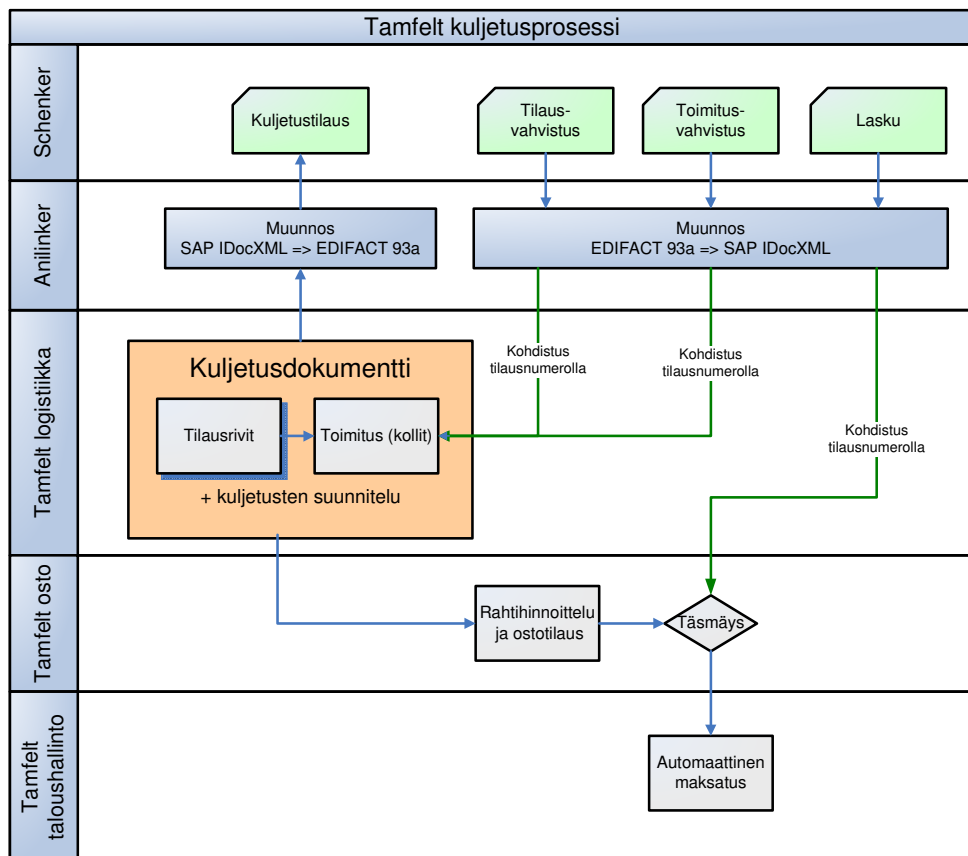 Tamfelt kuljetusprosessi
Schenker
Kuljetustilaus
Tilaus-
vahvistus
Toimitus-
vahvistus
Lasku
Anilinker
Muunnos
SAP IDocXML => EDIFACT 93a
Muunnos
EDIFACT 93a => SAP IDocXML
Tamfelt logistiikka
Kuljetusdokumentti
Tilausrivit
Toimitus (kollit)
+ kuljetusten suunnitelu
Kohdistus
tilausnumerolla
Kohdistus
tilausnumerolla
Kohdistus
tilausnumerolla
Tamfelt osto
Rahtihinnoittelu
ja ostotilaus
Täsmäys
Tamfelt
taloushallinto
Automaattinen
maksatus